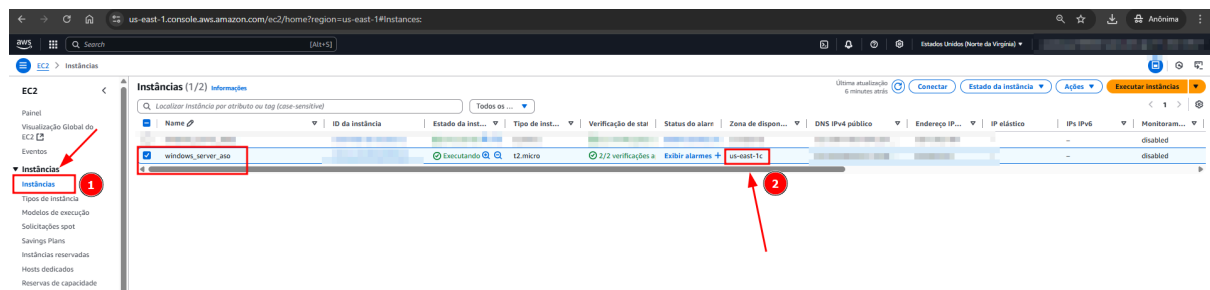 us-east-1.console.aws.amazon.com/ec2/home?region=us-east-1#Instances:
Anônima
aws
Search
[Alt+S]
Estados Unidos (Norte da Virgínia)
EC2 > Instâncias
EC2
Painel
Visualização Global do EC2
Eventos
Instâncias
Instâncias
1
Tipos de instância
Modelos de execução
Solicitações spot
Savings Plans
Instâncias reservadas
Hosts dedicados
Reservas de capacidade
Instâncias (1/2) Informações
Última atualização
6 minutes atrás
Conectar
Estado da instância
Ações
Executar instâncias
Localizar Instância por atributo ou tag (case-sensitive)
Todos os ...
1
Name
ID da instância
Estado da inst...
Tipo de inst...
Verificação de star
Status do alarr
Zona de dispon...
DNS IPv4 público
Endereço IP...
IP elástico
IPs IPv6
Monitoram...
–
disabled
windows_server_aso
Executando
t2.micro
2/2 verificações a
Exibir alarmes +
us-east-1c
–
disabled
2